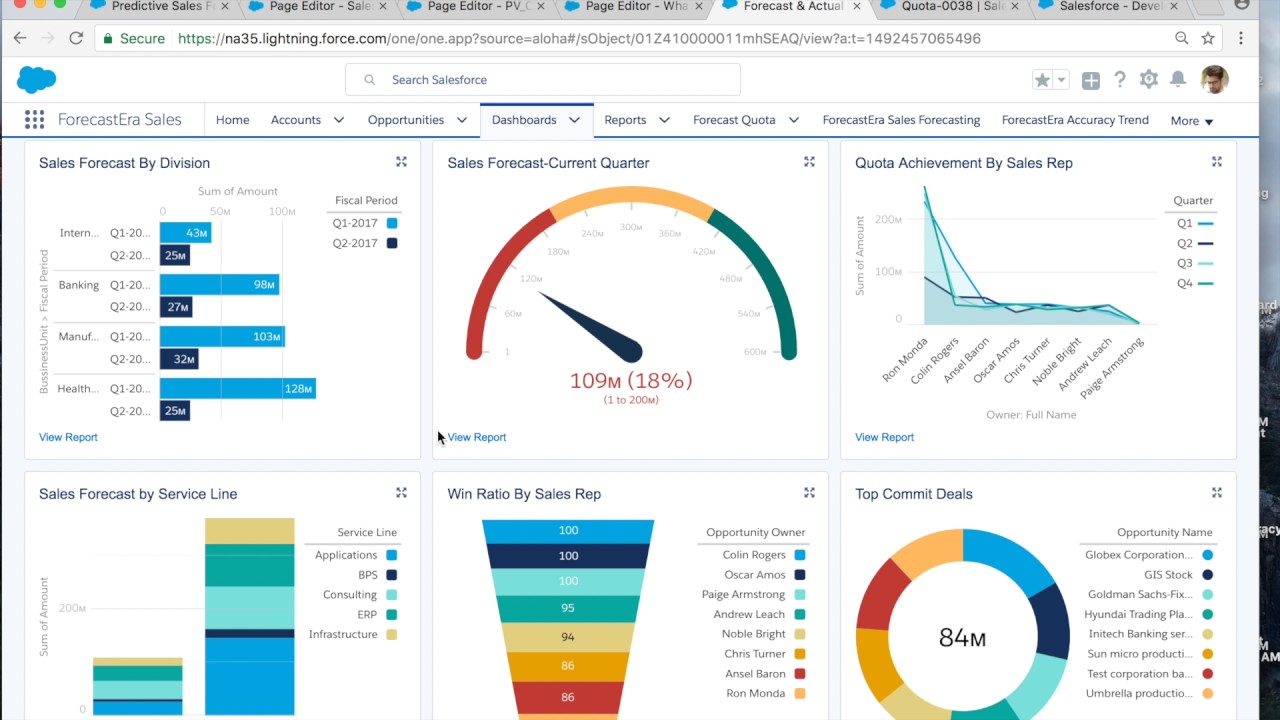 Predictive Sales F
Page Editor - Sale
Page Editor - PV_C
Page Editor - Wha
Forecast & Actual
Quota-0038 | Sal
Salesforce - Devel
Secure
https://na35.lightning.force.com/one/one.app?source=aloha#/sObject/01Z410000011mhSEAQ/view?a:t=1492457065496
Search Salesforce
ForecastEra Sales
Home
Accounts
Opportunities
Dashboards
Reports
Forecast Quota
ForecastEra Sales Forecasting
ForecastEra Accuracy Trend
More
Sales Forecast By Division
Sum of Amount
0 50M 100M
BussinessUnit > Fiscal Period
Intern... Q1-20... 43M
Q2-20... 25M
Banking Q1-20... 98M
Q2-20... 27M
Manuf... Q1-20... 103M
Q2-20... 32M
Health... Q1-20... 128M
Q2-20... 25M
Fiscal Period
Q1-2017
Q2-2017
View Report
Sales Forecast-Current Quarter
1
60M
120M
180M
240M
300M
360M
420M
480M
540M
600M
109M (18%)
(1 to 200M)
View Report
Quota Achievement By Sales Rep
Sum of Amount
200M
100M
0
Ron Monda
Colin Rogers
Ansel Baron
Oscar Amos
Chris Turner
Noble Bright
Andrew Leach
Paige Armstrong
Owner: Full Name
Quarter
Q1
Q2
Q3
Q4
View Report
Sales Forecast by Service Line
Sum of Amount
200M
0
Service Line
Applications
BPS
Consulting
ERP
Infrastructure
Win Ratio By Sales Rep
100
100
100
95
94
86
86
Opportunity Owner
Colin Rogers
Oscar Amos
Paige Armstrong
Andrew Leach
Noble Bright
Chris Turner
Ansel Baron
Ron Monda
Top Commit Deals
84M
Opportunity Name
Globex Corporation...
GIS Stock
Goldman Sachs-Fix...
Hyundai Trading Pla...
Initech Banking ser...
Sun micro producti...
Test corporation ba...
Umbrella productio...